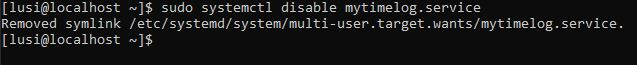 [lusi@localhost ~]$ sudo systemctl disable mytimelog.service
Removed symlink /etc/systemd/system/multi-user.target.wants/mytimelog.service.
[lusi@localhost ~]$